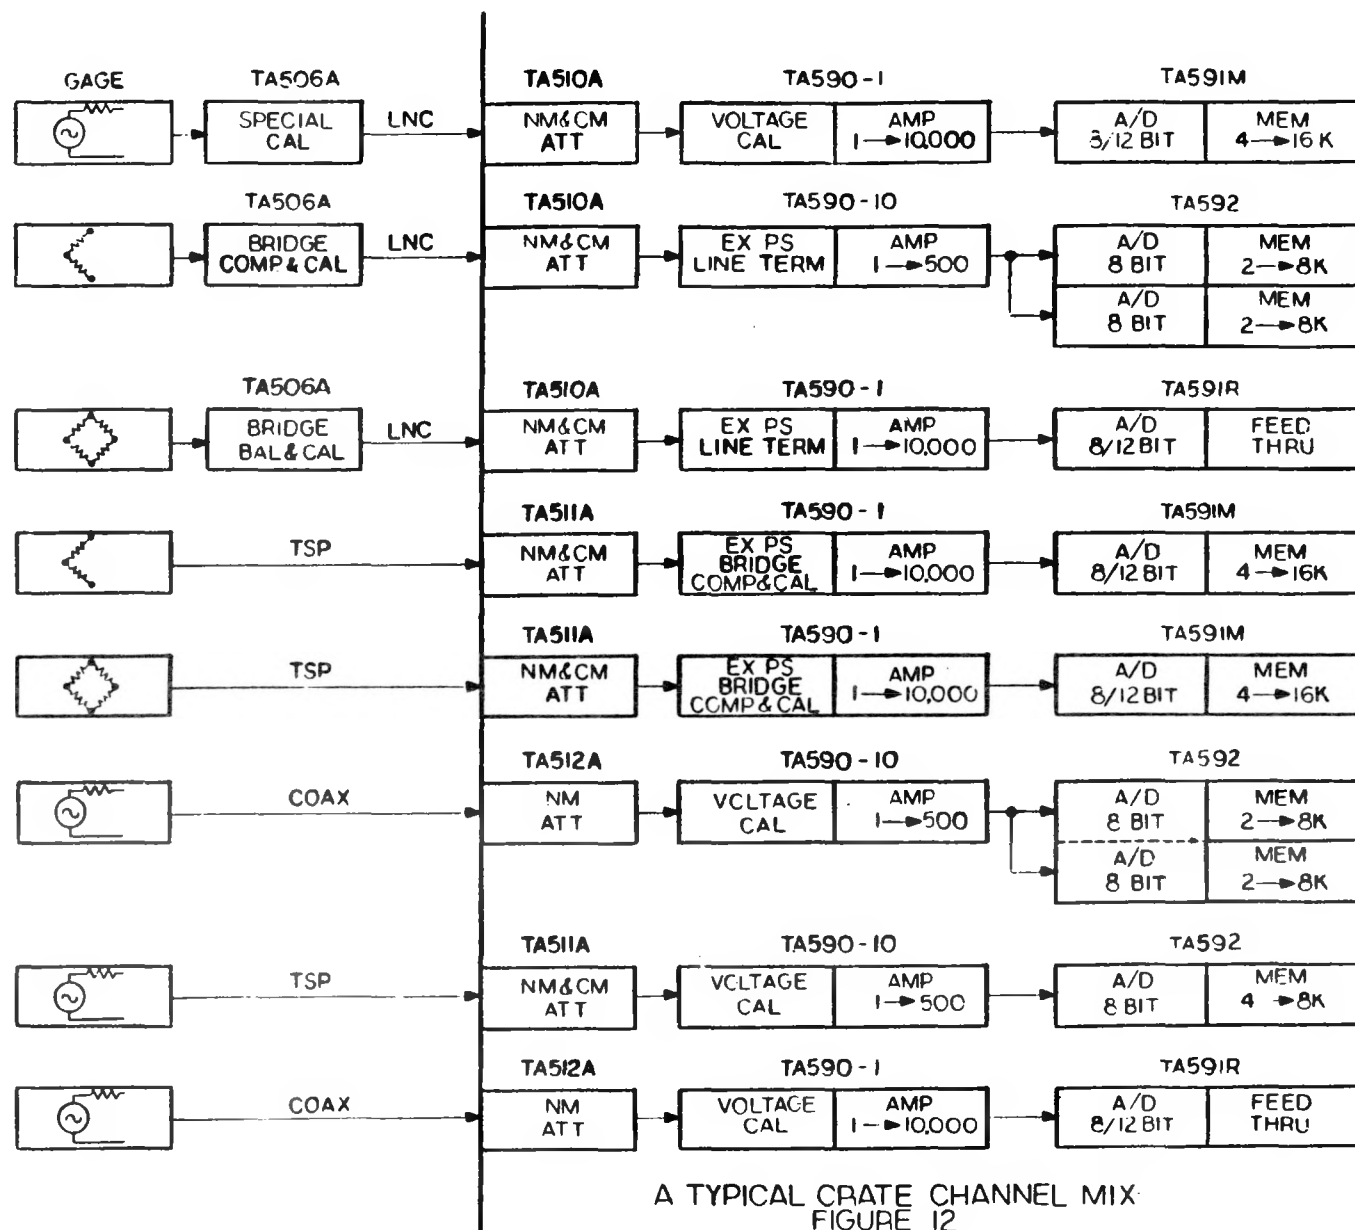 GAGE TA506A TA510A TA590-1 TA591M
SPECIAL CAL LNC NM&CM ATT VOLTAGE CAL AMP 1→10,000 A/D 8/12 BIT MEM 4→16K
TA506A TA510A TA590-10 TA592
BRIDGE COMP & CAL LNC NM&CM ATT EX PS LINE TERM AMP 1→500 A/D 8 BIT MEM 2→8K
A/D 8 BIT MEM 2→8K
TA506A TA510A TA590-1 TA591R
BRIDGE BAL & CAL LNC NM&CM ATT EX PS LINE TERM AMP 1→10,000 A/D 8/12 BIT FEED THRU
TA511A TA590-1 TA591M
TSP NM&CM ATT EX PS BRIDGE COMP&CAL AMP 1→10,000 A/D 8/12 BIT MEM 4→16K
TA511A TA590-1 TA591M
TSP NM&CM ATT EX PS BRIDGE COMP & CAL AMP 1→10,000 A/D 8/12 BIT MEM 4→16K
TA512A TA590-10 TA592
COAX NM ATT VOLTAGE CAL AMP 1→500 A/D 8 BIT MEM 2→8K
A/D 8 BIT MEM 2→8K
TA511A TA590-10 TA592
TSP NM&CM ATT VOLTAGE CAL AMP 1→500 A/D 8 BIT MEM 4→8K
TA512A TA590-1 TA591R
COAX NM ATT VOLTAGE CAL AMP 1→10,000 A/D 8/12 BIT FEED THRU
A TYPICAL CRATE CHANNEL MIX
FIGURE 12